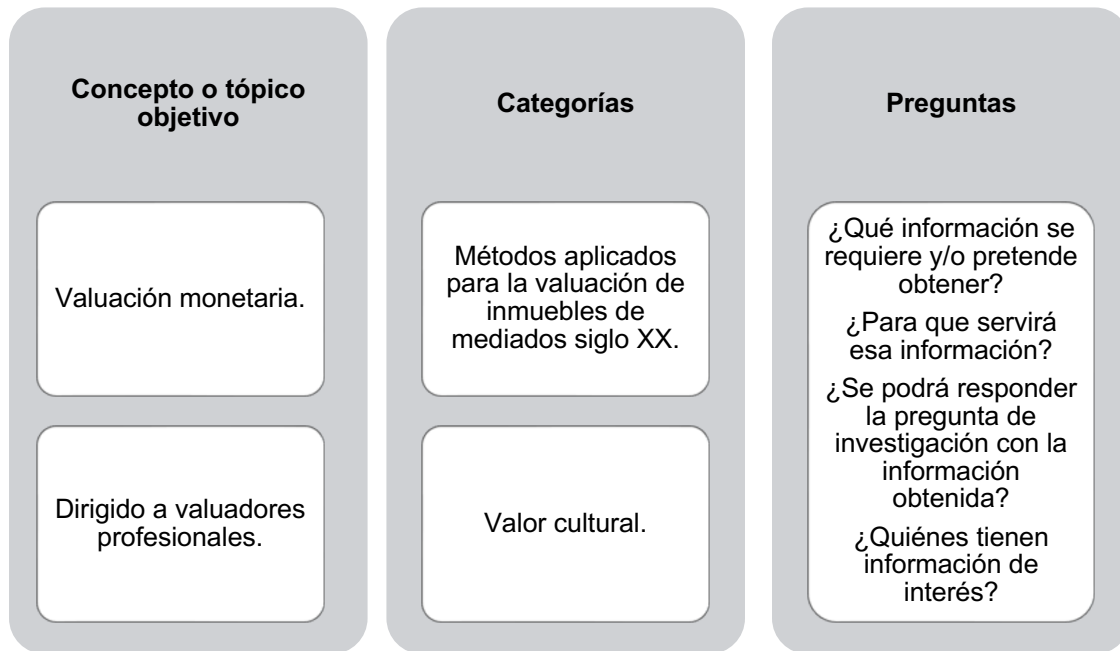 Concepto o tópico
objetivo
Valuación monetaria.
Dirigido a valuadores
profesionales.
Categorías
Métodos aplicados
para la valuación de
inmuebles de
mediados siglo XX.
Valor cultural.
Preguntas
¿Qué información se
requiere y/o pretende
obtener?
¿Para que servirá
esa información?
¿Se podrá responder
la pregunta de
investigación con la
información
obtenida?
¿Quiénes tienen
información de
interés?